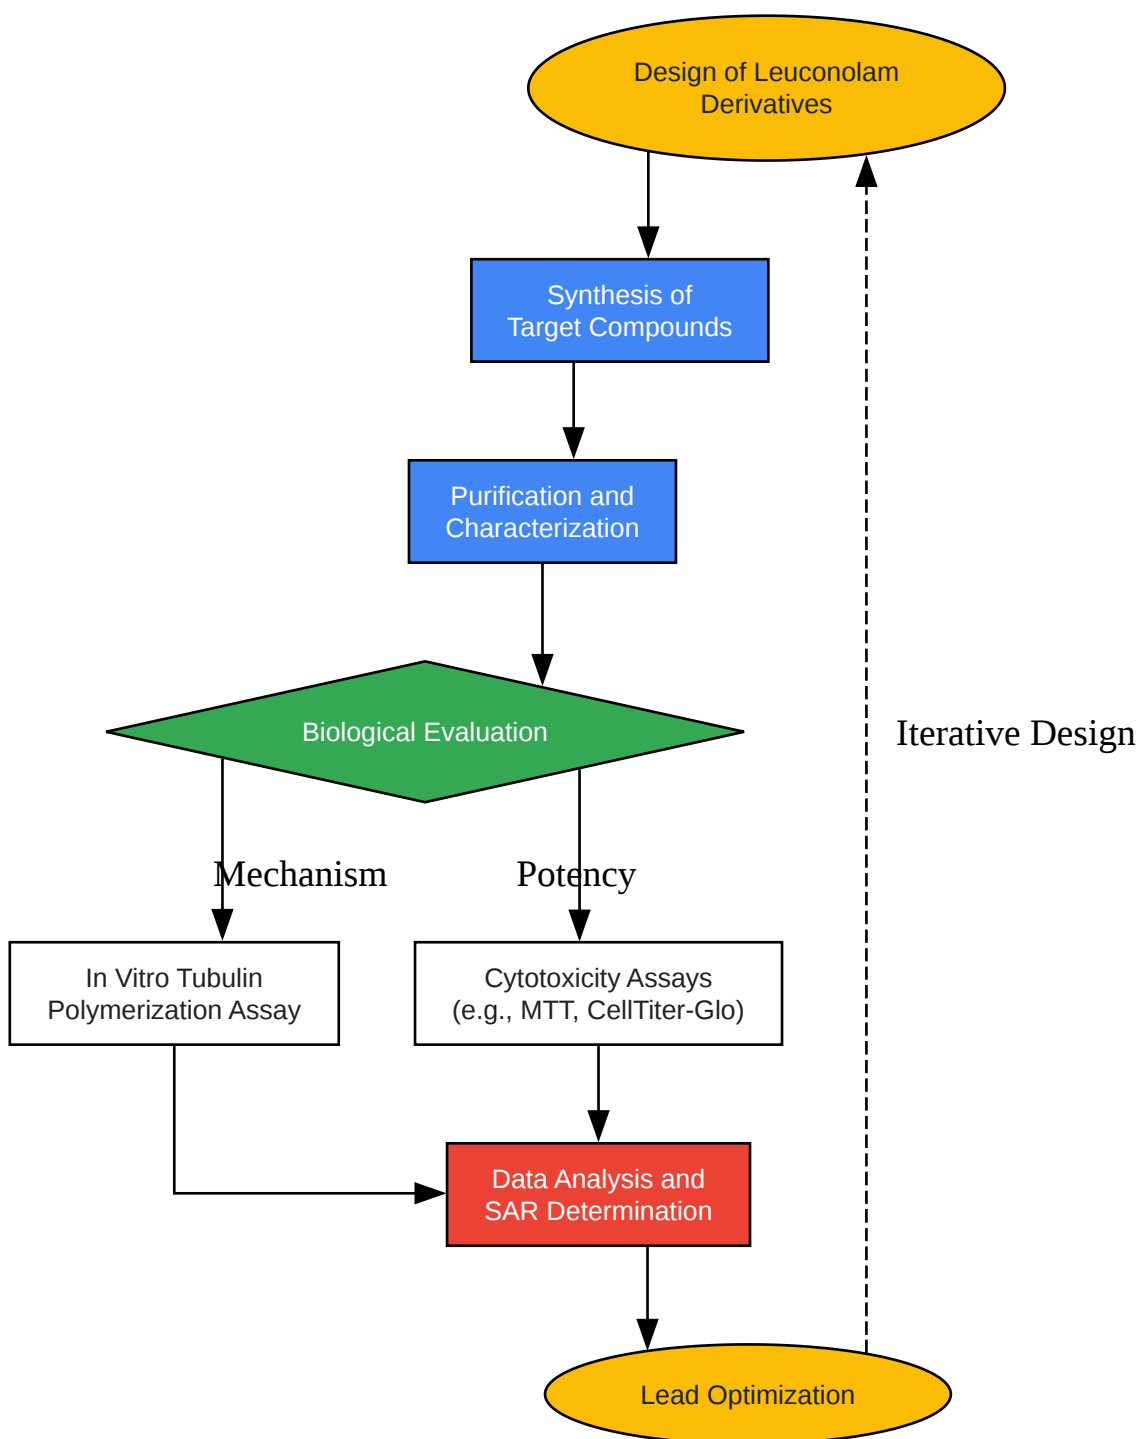 Design of Leuconolam
Derivatives
Synthesis of
Target Compounds
Purification and
Characterization
Biological Evaluation
Iterative Design
Mechanism
Potency
In Vitro Tubulin
Polymerization Assay
Cytotoxicity Assays
(e.g., MTT, CellTiter-Glo)
Data Analysis and
SAR Determination
Lead Optimization